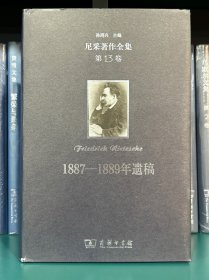 孙周兴 主编
尼采著作全集
第13卷
Friedrich Nietzsche
1887—1889年遗稿
商务印书馆